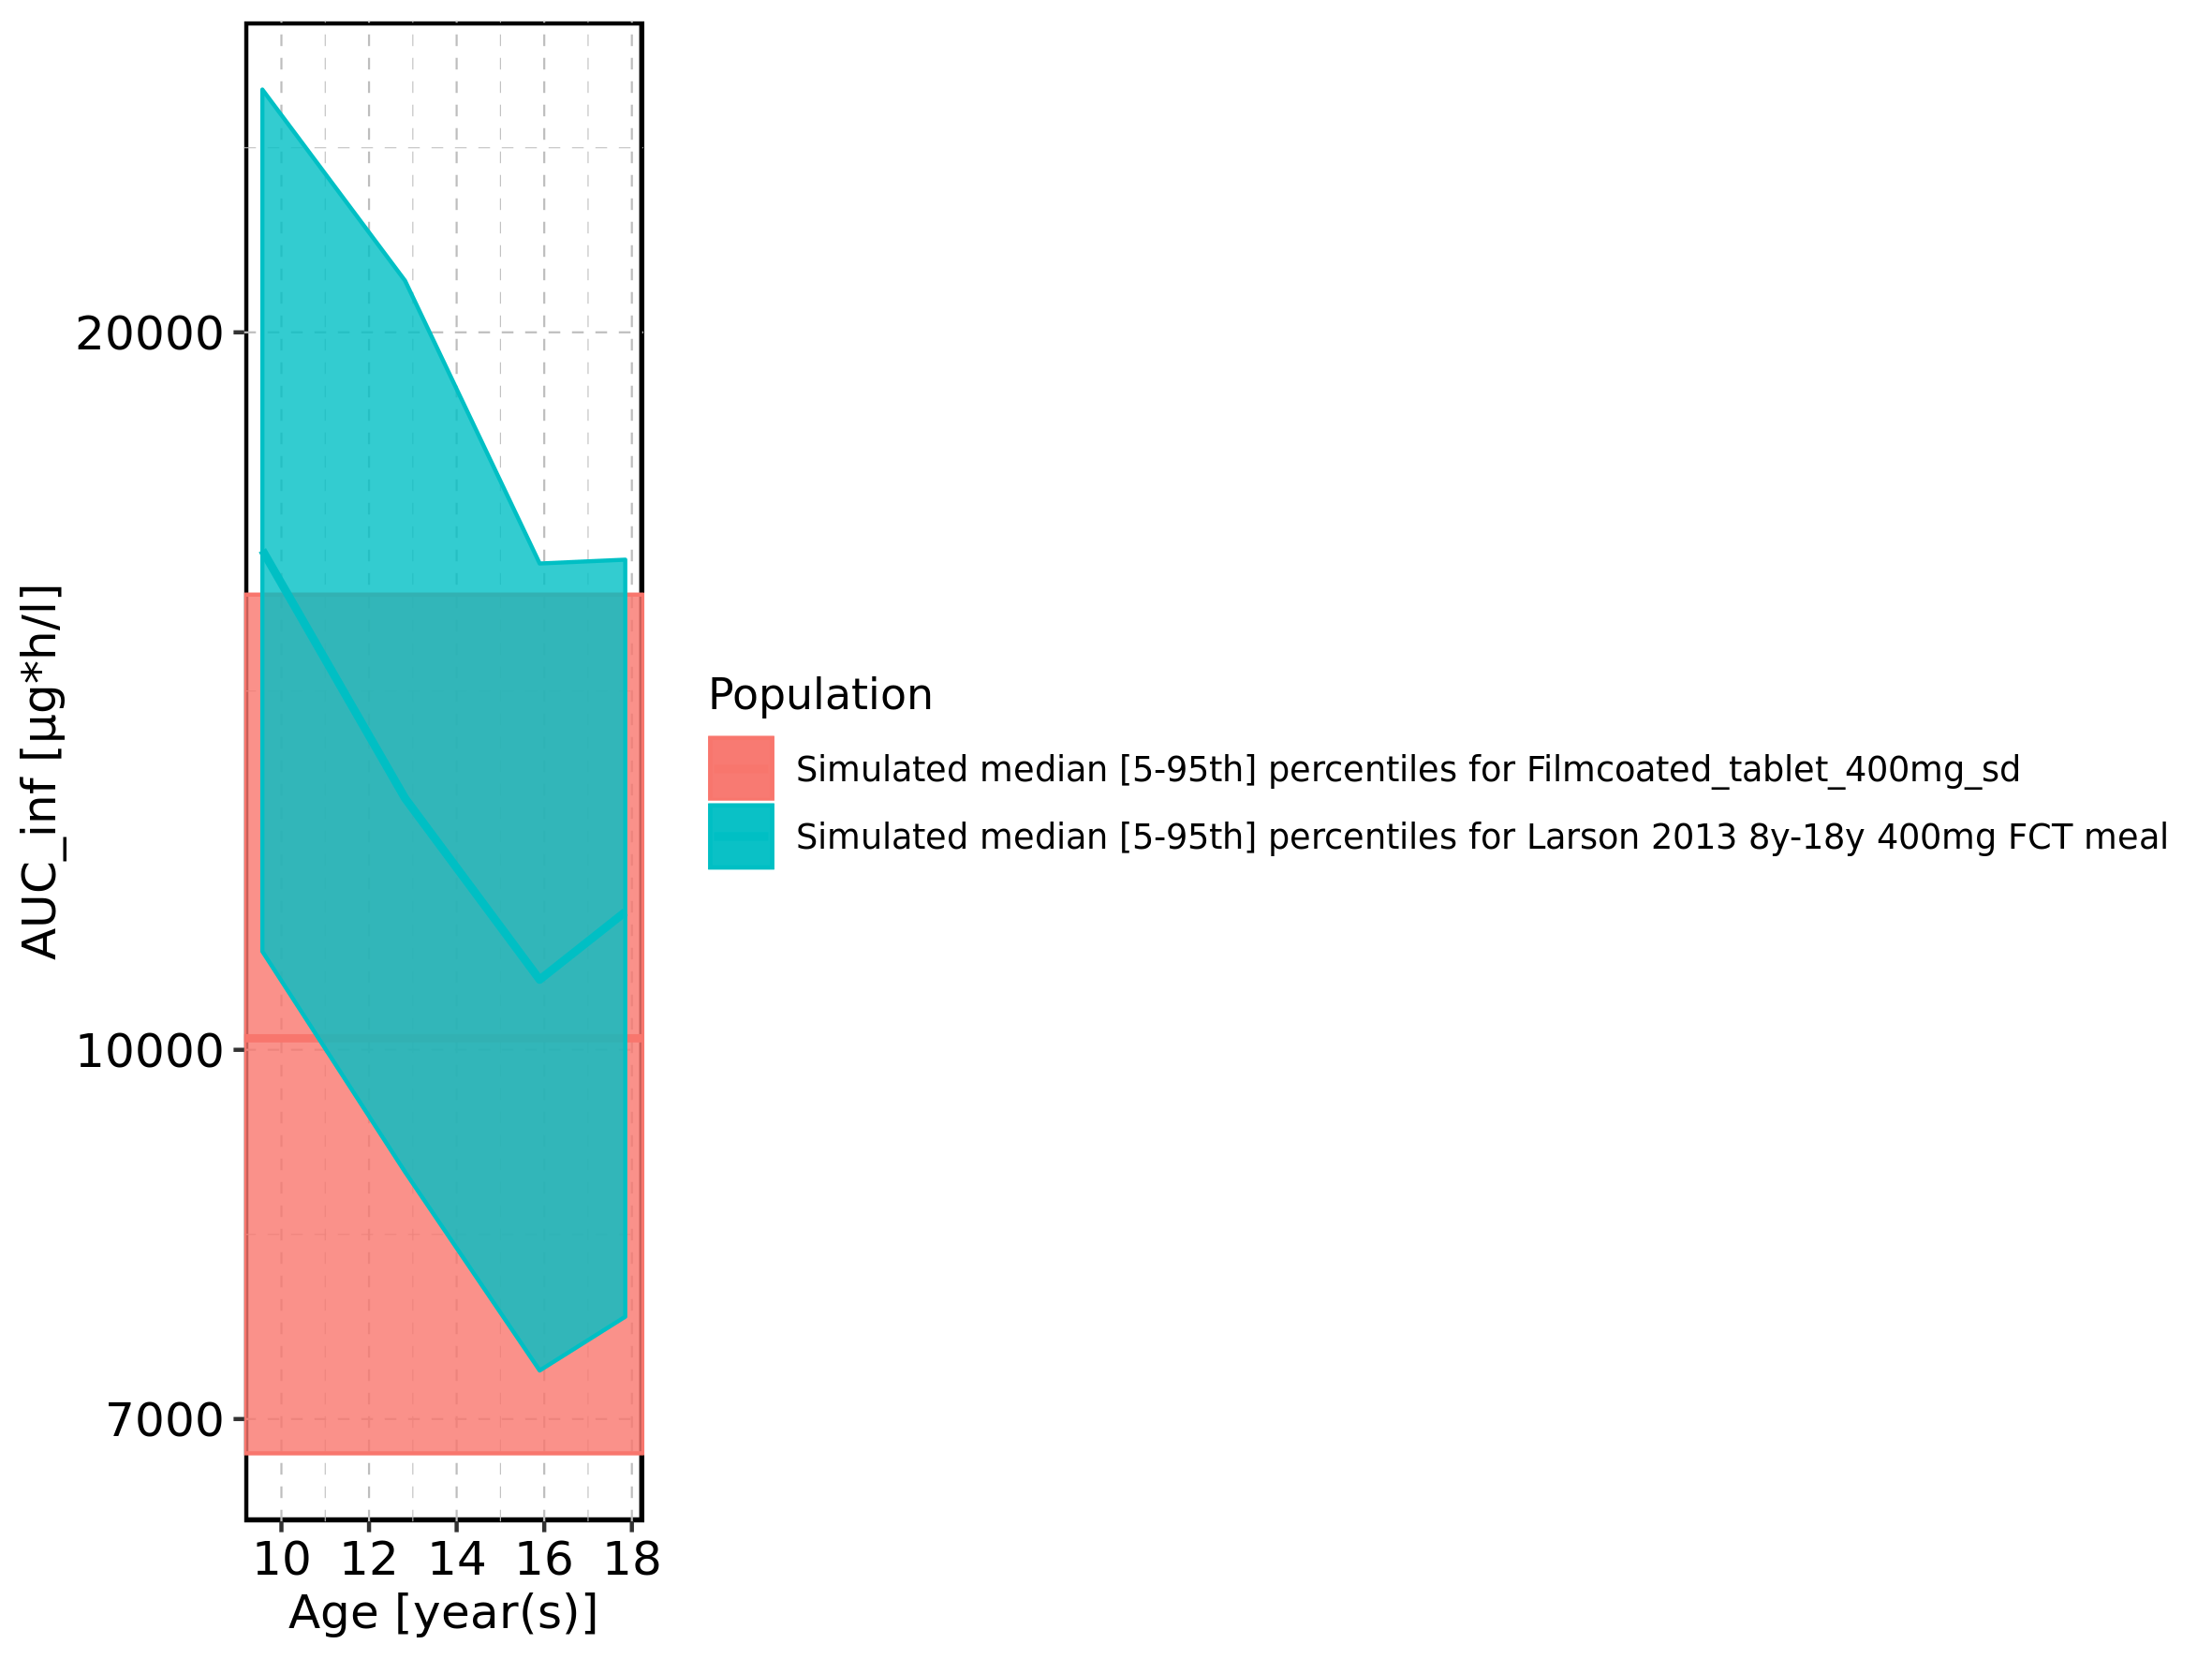 AUC_inf [µg*h/l]
20000
10000
7000
10 12 14 16 18
Age [year(s)]
Population
Simulated median [5-95th] percentiles for Filmcoated_tablet_400mg_sd
Simulated median [5-95th] percentiles for Larson 2013 8y-18y 400mg FCT meal